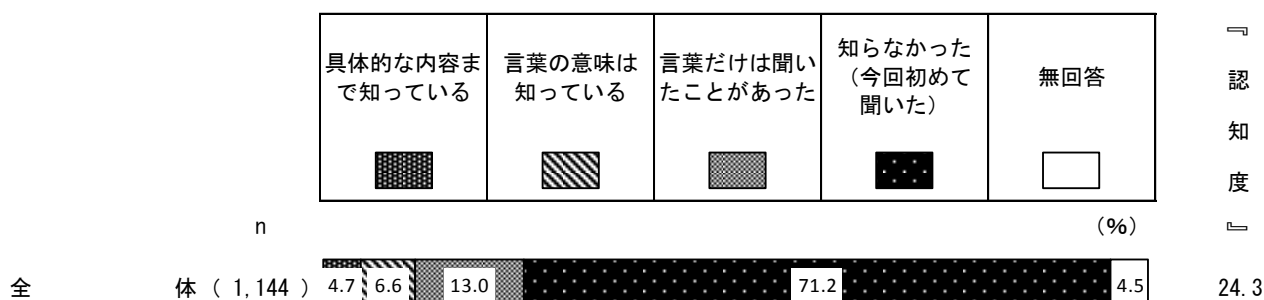 具体的な内容ま
で知っている
言葉の意味は
知っている
言葉だけは聞い
たことがあった
知らなかった
（今回初めて
聞いた）
無回答
『認知度』
n
（％）
全　体（1,144） 4.7 6.6 13.0 71.2 4.5 24.3